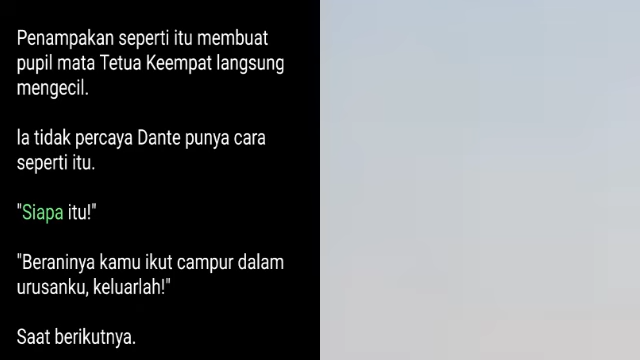 Penampakan seperti itu membuat
pupil mata Tetua Keempat langsung
mengecil.
Ia tidak percaya Dante punya cara
seperti itu.
"Siapa itu!"
"Beraninya kamu ikut campur dalam
urusanku, keluarlah!"
Saat berikutnya.